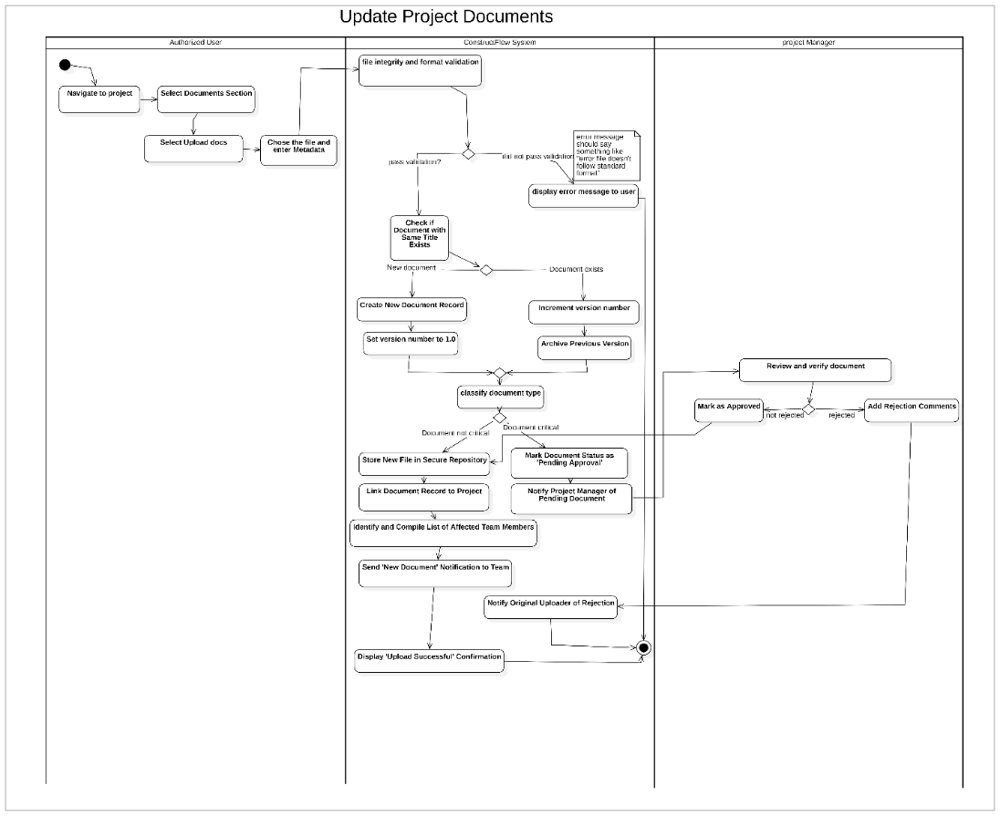 Update Project Documents
Authorized User
ConstructFlow System
project Manager
file integrity and format validation
Navigate to project
Select Documents Section
Select Upload docs
Chose the file and
enter Metadata
error message
should say
something like
"error file doesn't
follow standard
format"
pass validation?
did not pass validation
display error message to user
Check if
Document with
Same Title
Exists
New document
Document exists
Create New Document Record
Increment version number
Set version number to 1.0
Archive Previous Version
Review and verify document
classify document type
Mark as Approved
not rejected
rejected
Add Rejection Comments
Document not critical
Document critical
Store New File in Secure Repository
Mark Document Status as
'Pending Approval'
Link Document Record to Project
Notify Project Manager of
Pending Document
Identify and Compile List of Affected Team Members
Send 'New Document' Notification to Team
Notify Original Uploader of Rejection
Display 'Upload Successful' Confirmation